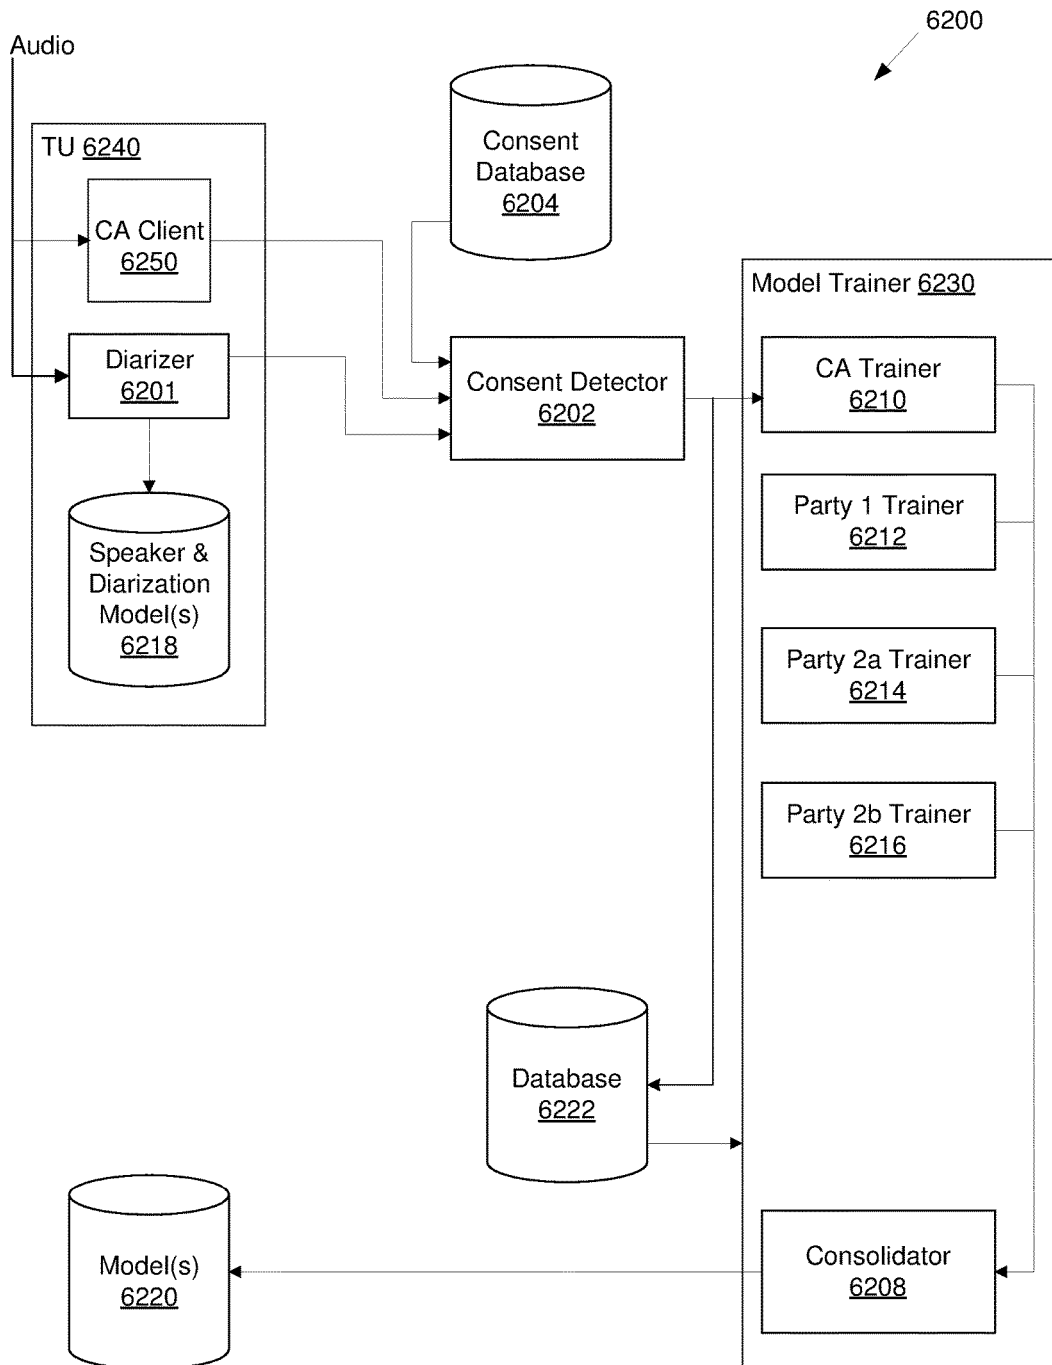 6200
Audio
TU 6240
CA Client
6250
Diarizer
6201
Speaker &
Diarization
Model(s)
6218
Consent
Database
6204
Consent Detector
6202
Model Trainer 6230
CA Trainer
6210
Party 1 Trainer
6212
Party 2a Trainer
6214
Party 2b Trainer
6216
Database
6222
Consolidator
6208
Model(s)
6220